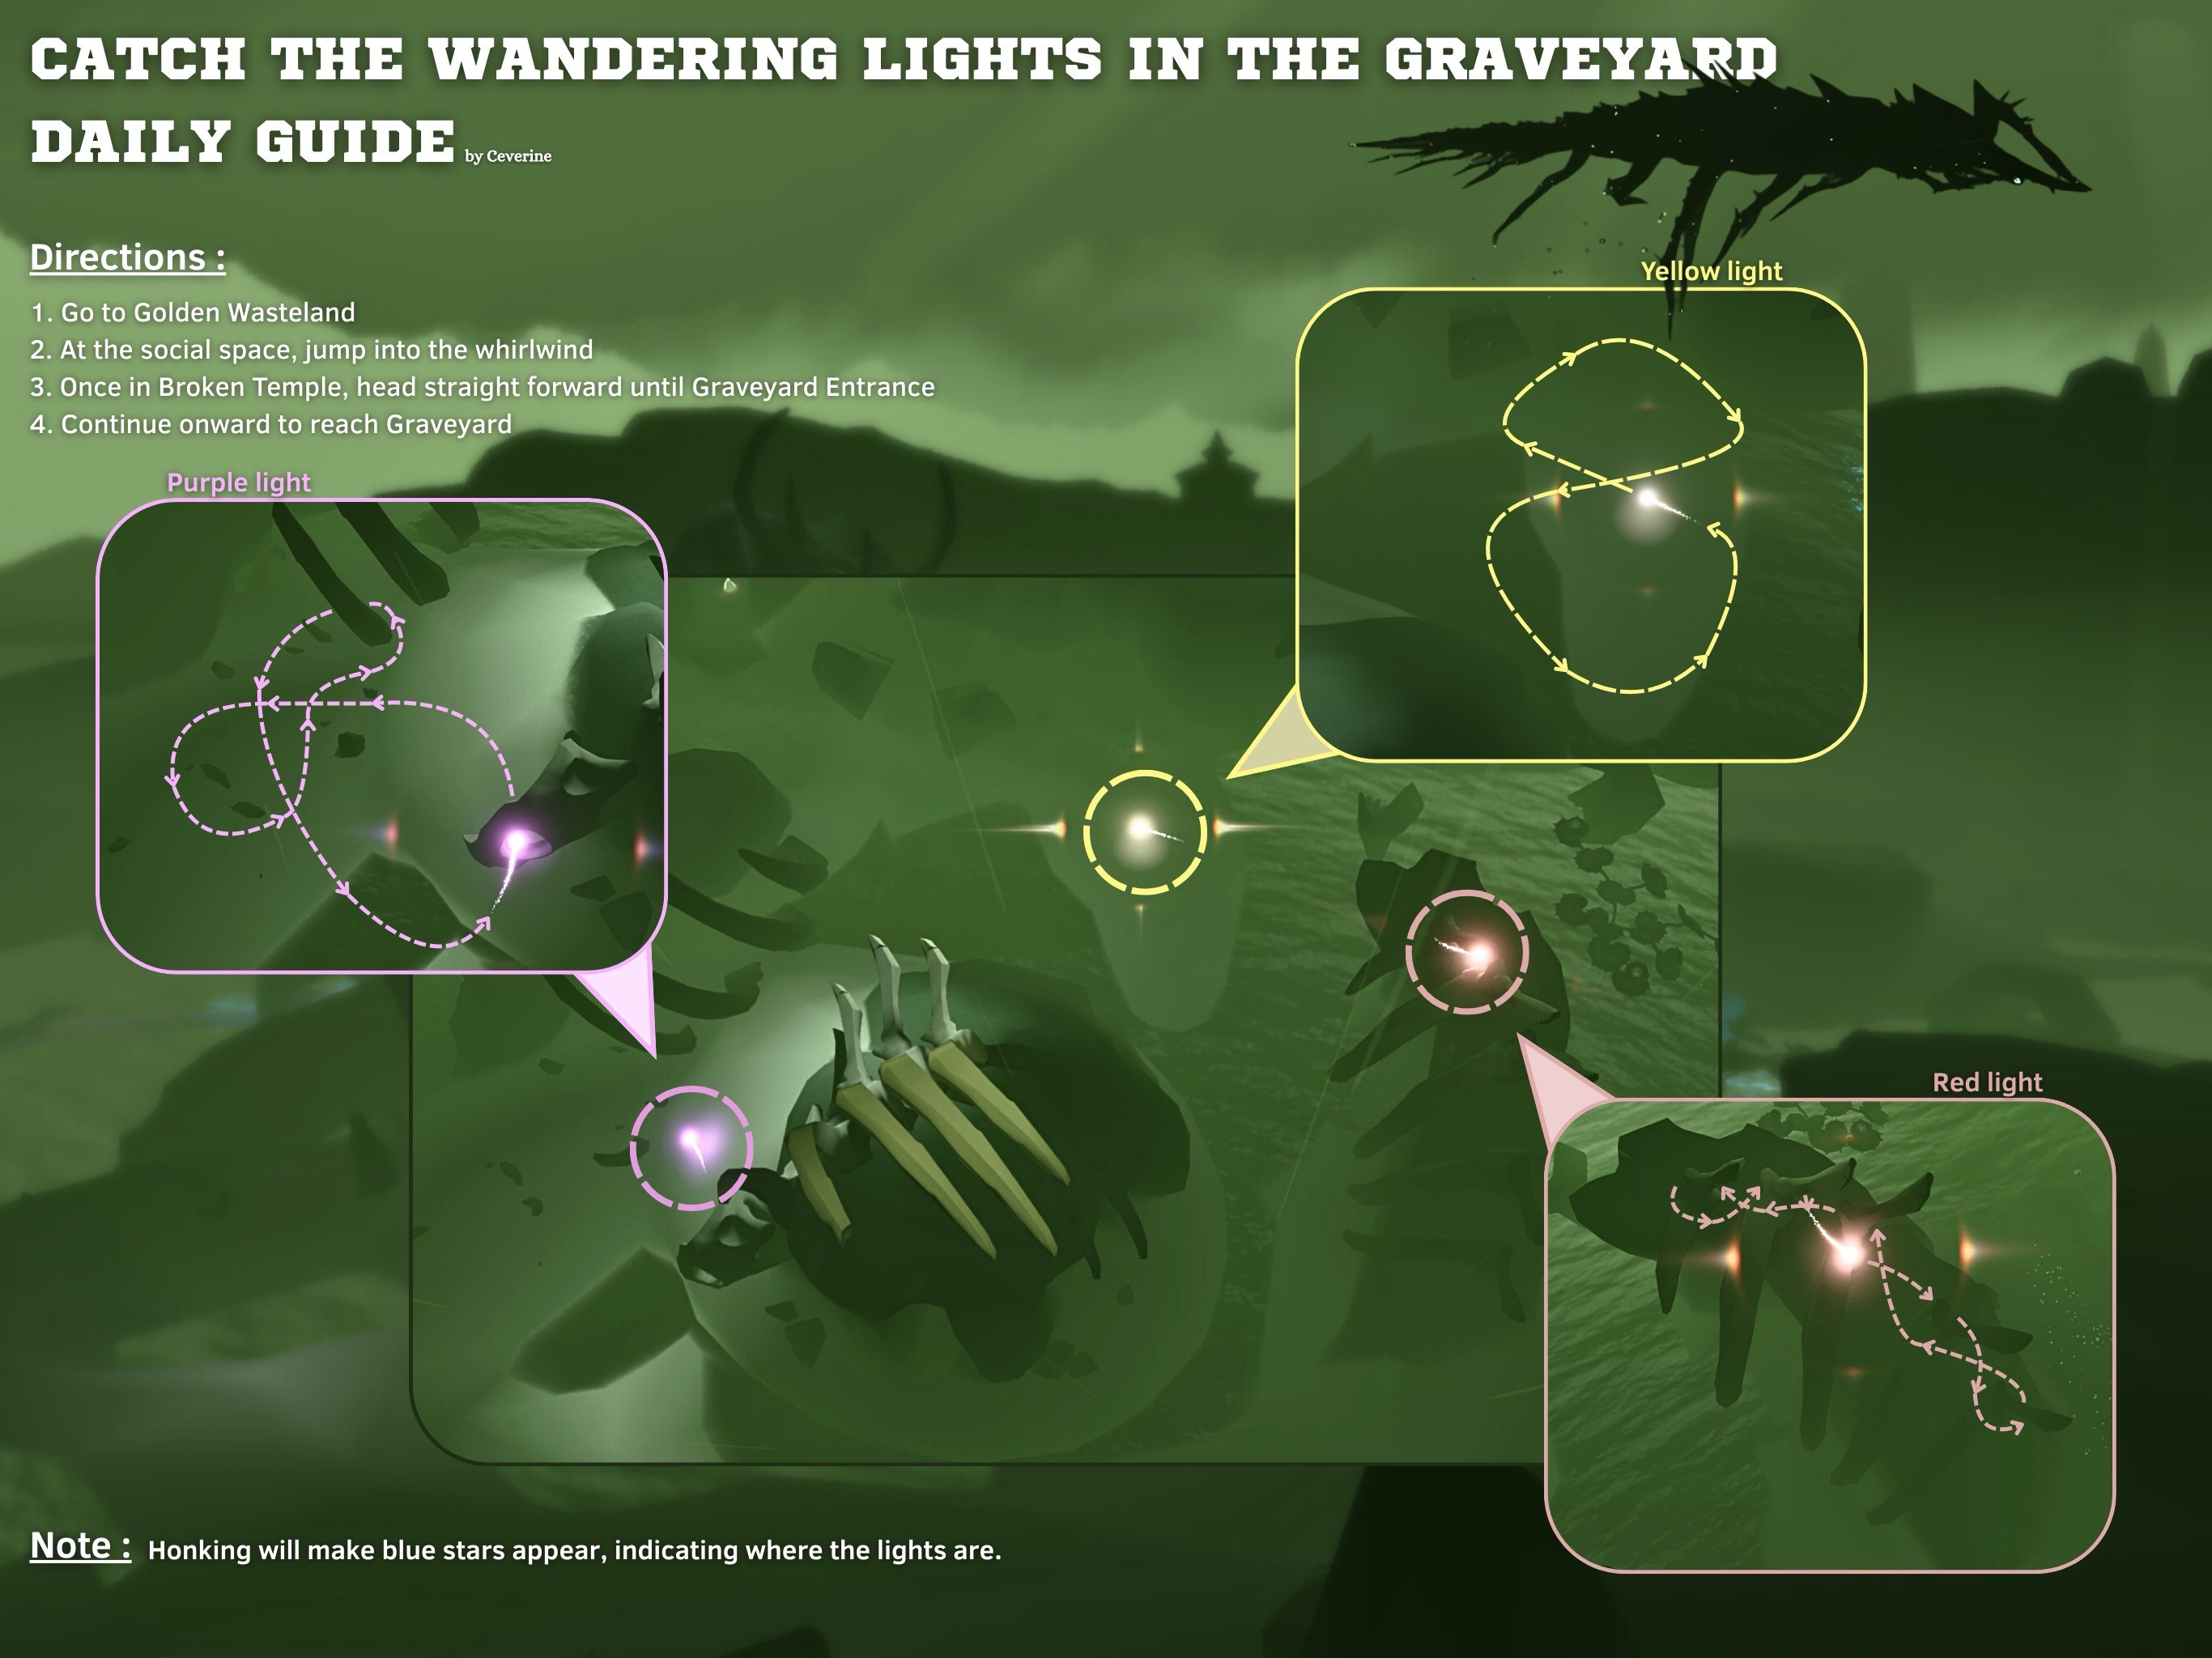 CATCH THE WANDERING LIGHTS IN THE GRAVEYARD
DAILY GUIDE by Ceverine
Directions :
1. Go to Golden Wasteland
2. At the social space, jump into the whirlwind
3. Once in Broken Temple, head straight forward until Graveyard Entrance
4. Continue onward to reach Graveyard
Yellow light
Purple light
Red light
Note : Honking will make blue stars appear, indicating where the lights are.